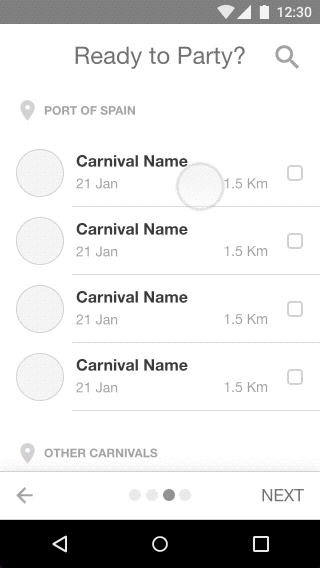 12:30
Ready to Party?
PORT OF SPAIN
Carnival Name
21 Jan 1.5 Km
Carnival Name
21 Jan 1.5 Km
Carnival Name
21 Jan 1.5 Km
Carnival Name
21 Jan 1.5 Km
OTHER CARNIVALS
NEXT